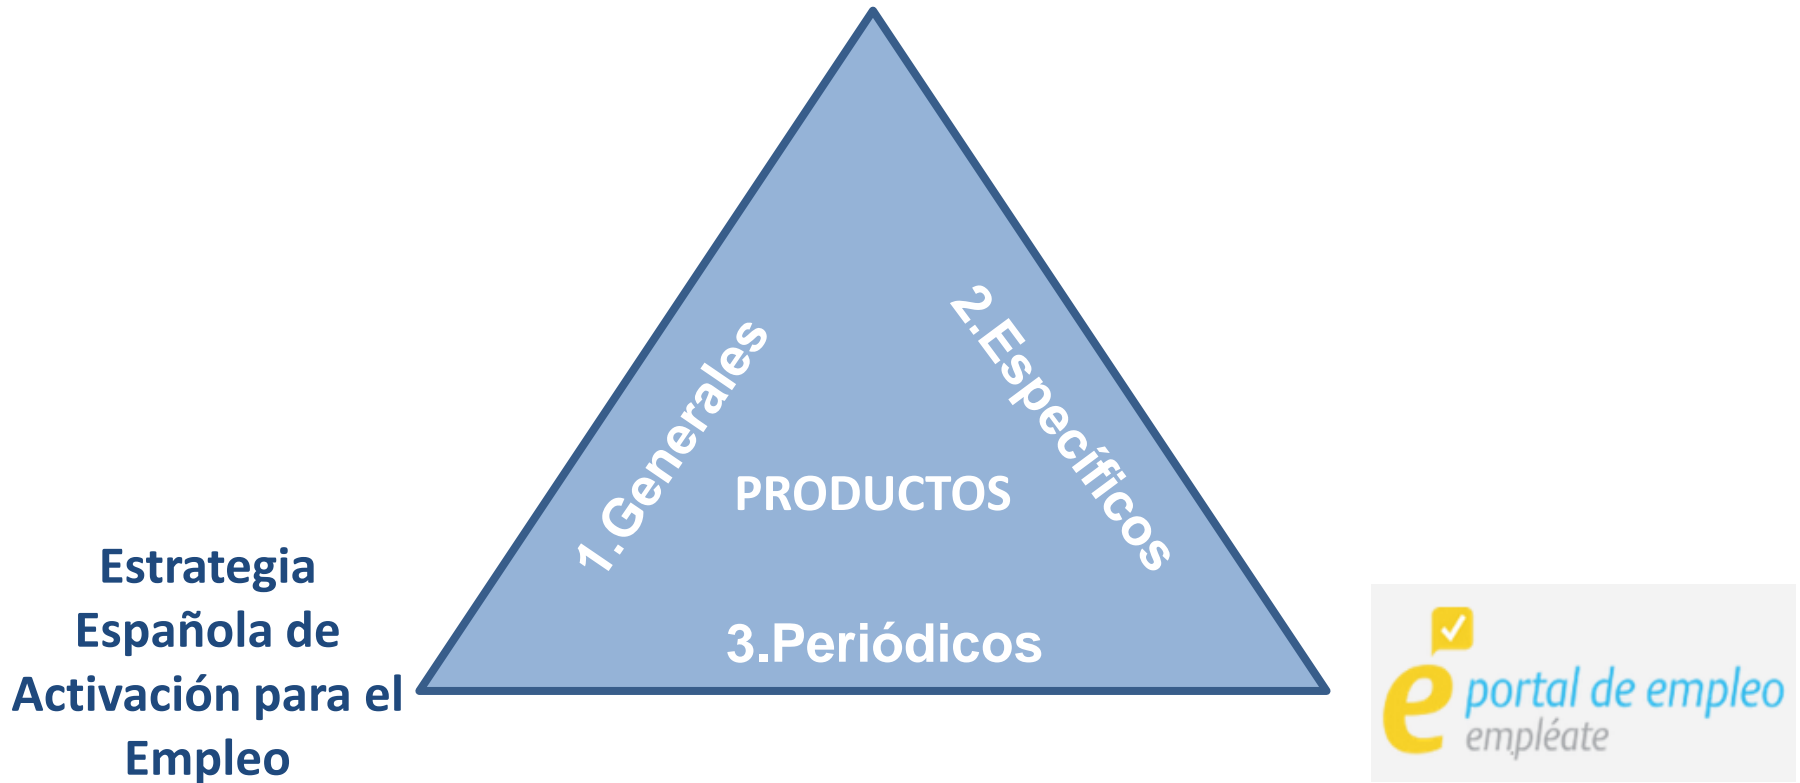 1.Generales
2.Específicos
PRODUCTOS
3.Periódicos
Estrategia
Española de
Activación para el
Empleo
e portal de empleo
empléate